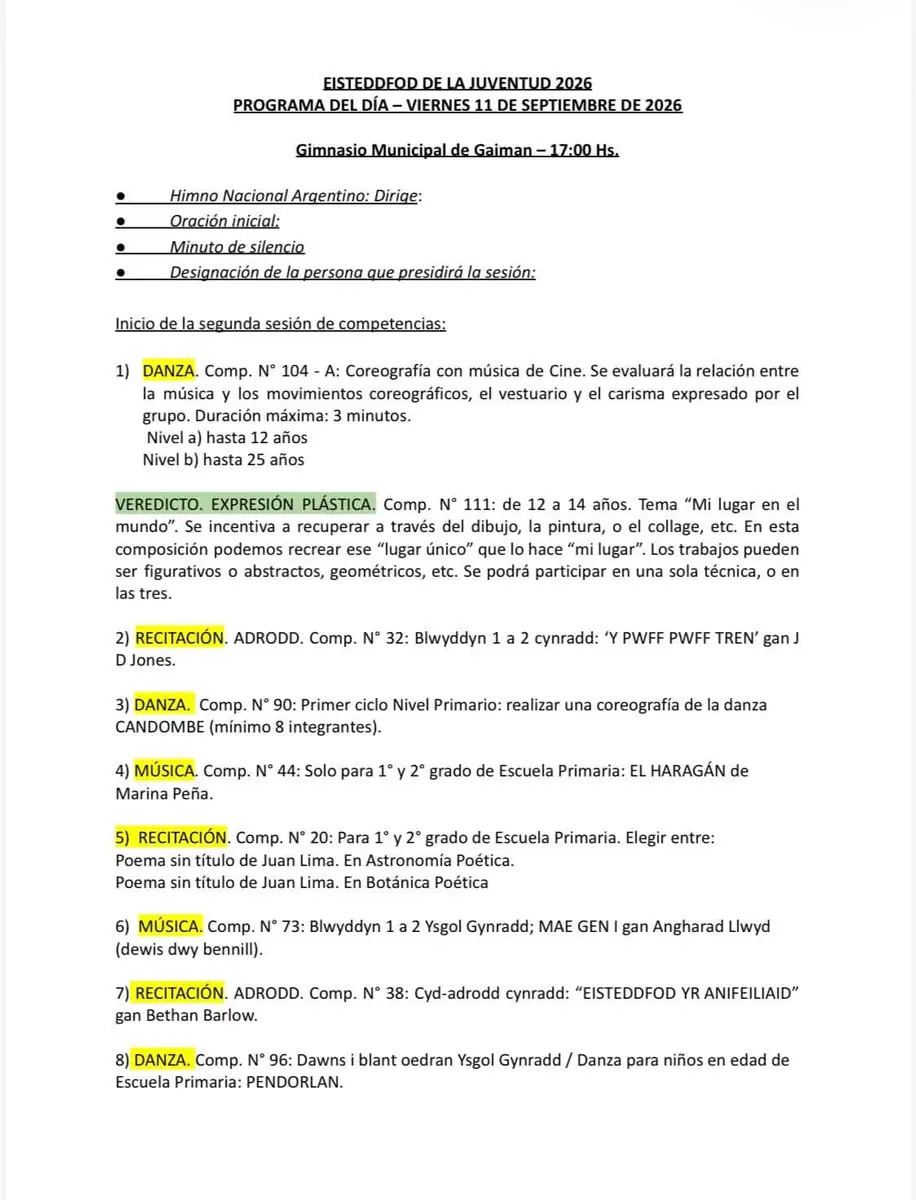 EISTEDDFOD DE LA JUVENTUD 2026
PROGRAMA DEL DÍA – VIERNES 11 DE SEPTIEMBRE DE 2026
Gimnasio Municipal de Gaiman – 17:00 Hs.
● Himno Nacional Argentino: Dirige:
● Oración inicial:
● Minuto de silencio
● Designación de la persona que presidirá la sesión:
Inicio de la segunda sesión de competencias:
1) DANZA. Comp. N° 104 - A: Coreografía con música de Cine. Se evaluará la relación entre
la música y los movimientos coreográficos, el vestuario y el carisma expresado por el
grupo. Duración máxima: 3 minutos.
Nivel a) hasta 12 años
Nivel b) hasta 25 años
VEREDICTO. EXPRESIÓN PLÁSTICA. Comp. N° 111: de 12 a 14 años. Tema “Mi lugar en el
mundo”. Se incentiva a recuperar a través del dibujo, la pintura, o el collage, etc. En esta
composición podemos recrear ese “lugar único” que lo hace “mi lugar”. Los trabajos pueden
ser figurativos o abstractos, geométricos, etc. Se podrá participar en una sola técnica, o en
las tres.
2) RECITACIÓN. ADRODD. Comp. N° 32: Blwyddyn 1 a 2 cynradd: ‘Y PWFF PWFF TREN’ gan J
D Jones.
3) DANZA. Comp. N° 90: Primer ciclo Nivel Primario: realizar una coreografía de la danza
CANDOMBE (mínimo 8 integrantes).
4) MÚSICA. Comp. N° 44: Solo para 1° y 2° grado de Escuela Primaria: EL HARAGÁN de
Marina Peña.
5) RECITACIÓN. Comp. N° 20: Para 1° y 2° grado de Escuela Primaria. Elegir entre:
Poema sin título de Juan Lima. En Astronomía Poética.
Poema sin título de Juan Lima. En Botánica Poética
6) MÚSICA. Comp. N° 73: Blwyddyn 1 a 2 Ysgol Gynradd; MAE GEN I gan Angharad Llwyd
(dewis dwy bennill).
7) RECITACIÓN. ADRODD. Comp. N° 38: Cyd-adrodd cynradd: “EISTEDDFOD YR ANIFEILIAID”
gan Bethan Barlow.
8) DANZA. Comp. N° 96: Dawns i blant oedran Ysgol Gynradd / Danza para niños en edad de
Escuela Primaria: PENDORLAN.